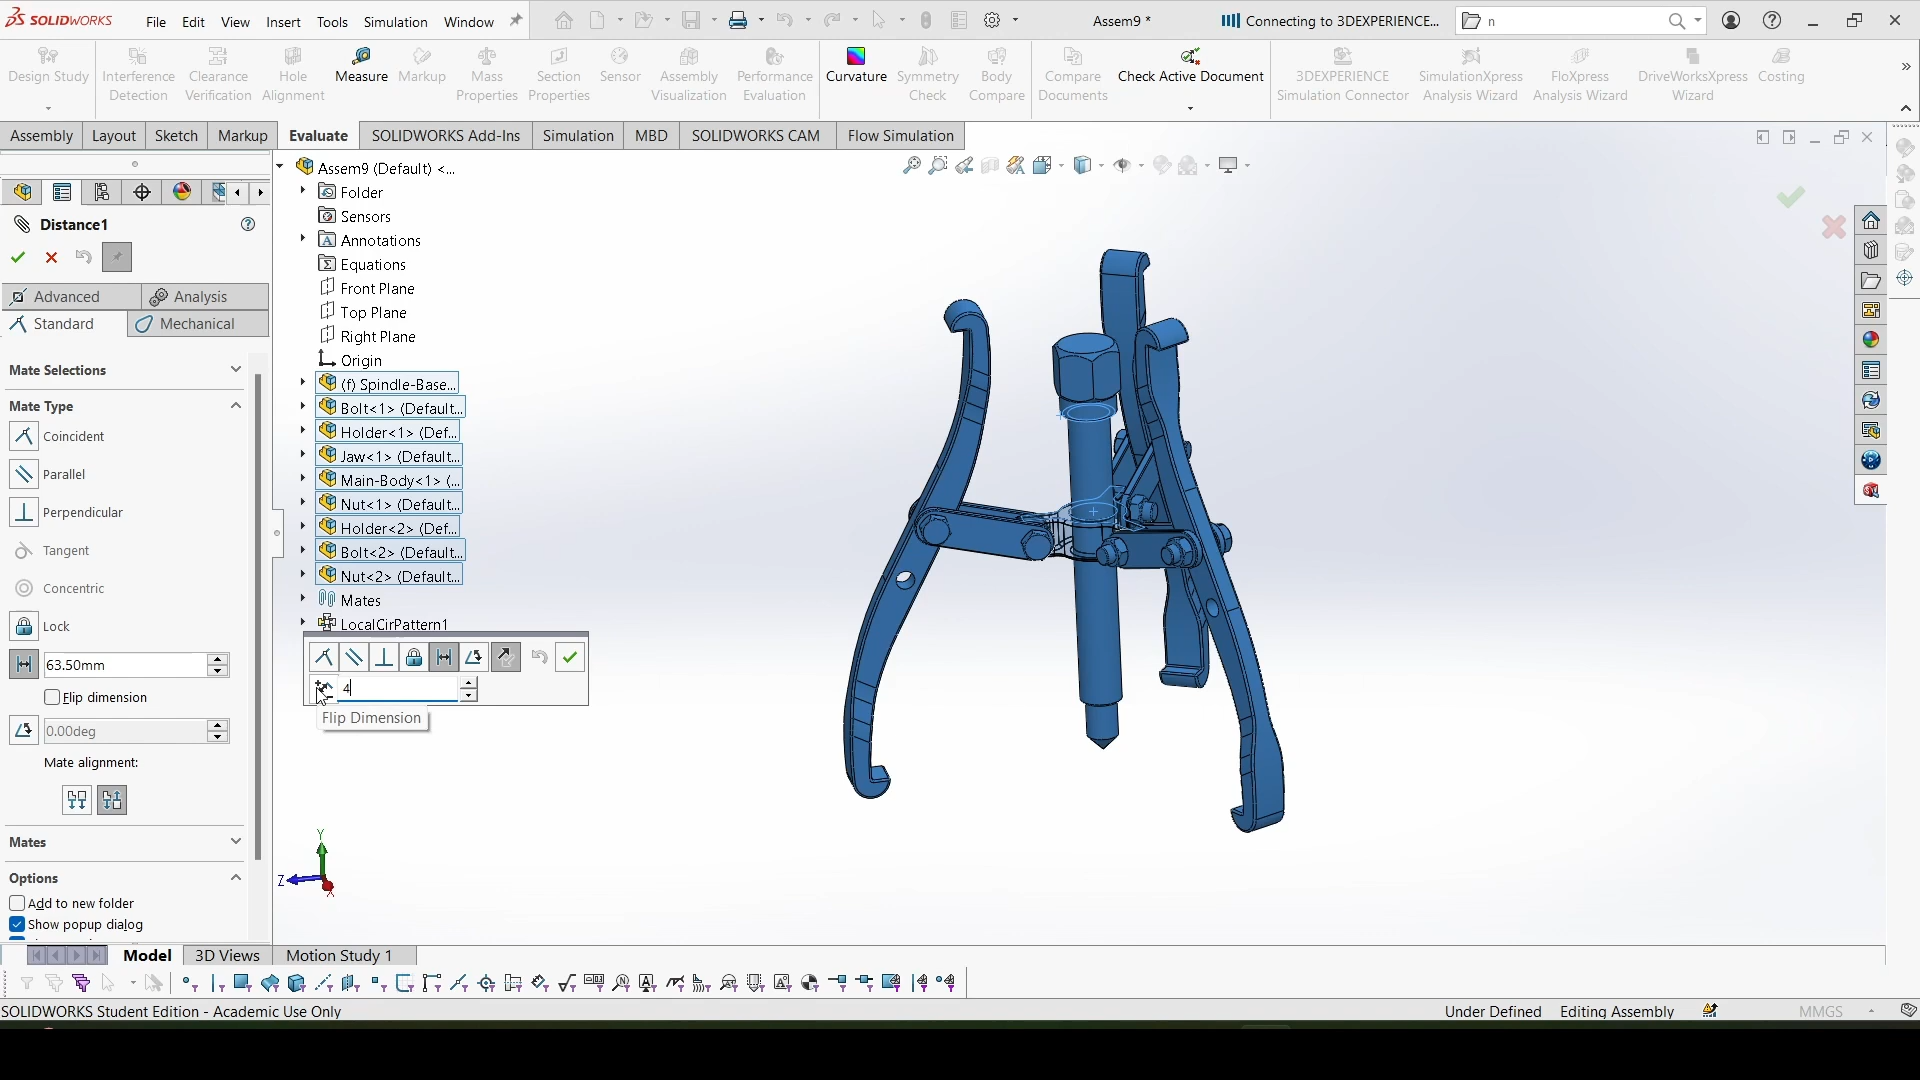 SOLIDWORKS File Edit View Insert Tools Simulation Window Assem9 * Connecting to 3DEXPERIENCE... n
Design Study Interference Detection Clearance Verification Hole Alignment Measure Markup Mass Properties Section Properties Sensor Assembly Visualization Performance Evaluation Curvature Symmetry Check Body Compare Compare Documents Check Active Document 3DEXPERIENCE Simulation Connector SimulationXpress Analysis Wizard FloXpress Analysis Wizard DriveWorksXpress Wizard Costing
Assembly Layout Sketch Markup Evaluate SOLIDWORKS Add-Ins Simulation MBD SOLIDWORKS CAM Flow Simulation
Distance1
Advanced Analysis
Standard Mechanical
Mate Selections
Mate Type
Coincident
Parallel
Perpendicular
Tangent
Concentric
Lock
63.50mm
Flip dimension
0.00deg
Mate alignment:
Mates
Options
Add to new folder
Show popup dialog
Assem9 (Default) <...
Folder
Sensors
Annotations
Equations
Front Plane
Top Plane
Right Plane
Origin
(f) Spindle-Base...
Bolt<1> (Default...
Holder<1> (Def...
Jaw<1> (Default...
Main-Body<1> (...
Nut<1> (Default...
Holder<2> (Def...
Bolt<2> (Default...
Nut<2> (Default...
Mates
LocalCirPattern1
4
Flip Dimension
Y
Z
X
Model 3D Views Motion Study 1
SOLIDWORKS Student Edition - Academic Use Only Under Defined Editing Assembly MMGS